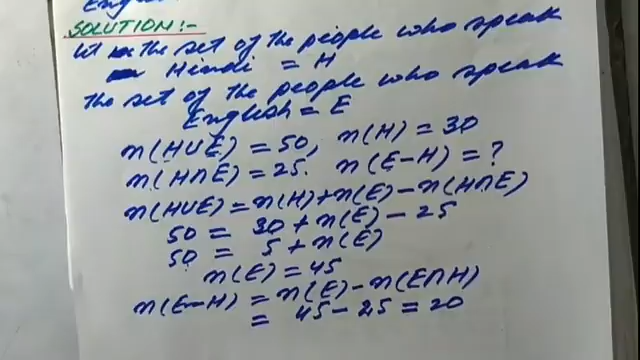 English
SOLUTION:-
let the set of the people who speak
Hindi = H
the set of the people who speak
English = E
n(H∪E) = 50, n(H) = 30
n(H∩E) = 25. n(E-H) = ?
n(H∪E) = n(H)+n(E)-n(H∩E)
50 = 30 + n(E) - 25
50 = 5 + n(E)
n(E) = 45
n(E-H) = n(E)-n(E∩H)
= 45-25 = 20